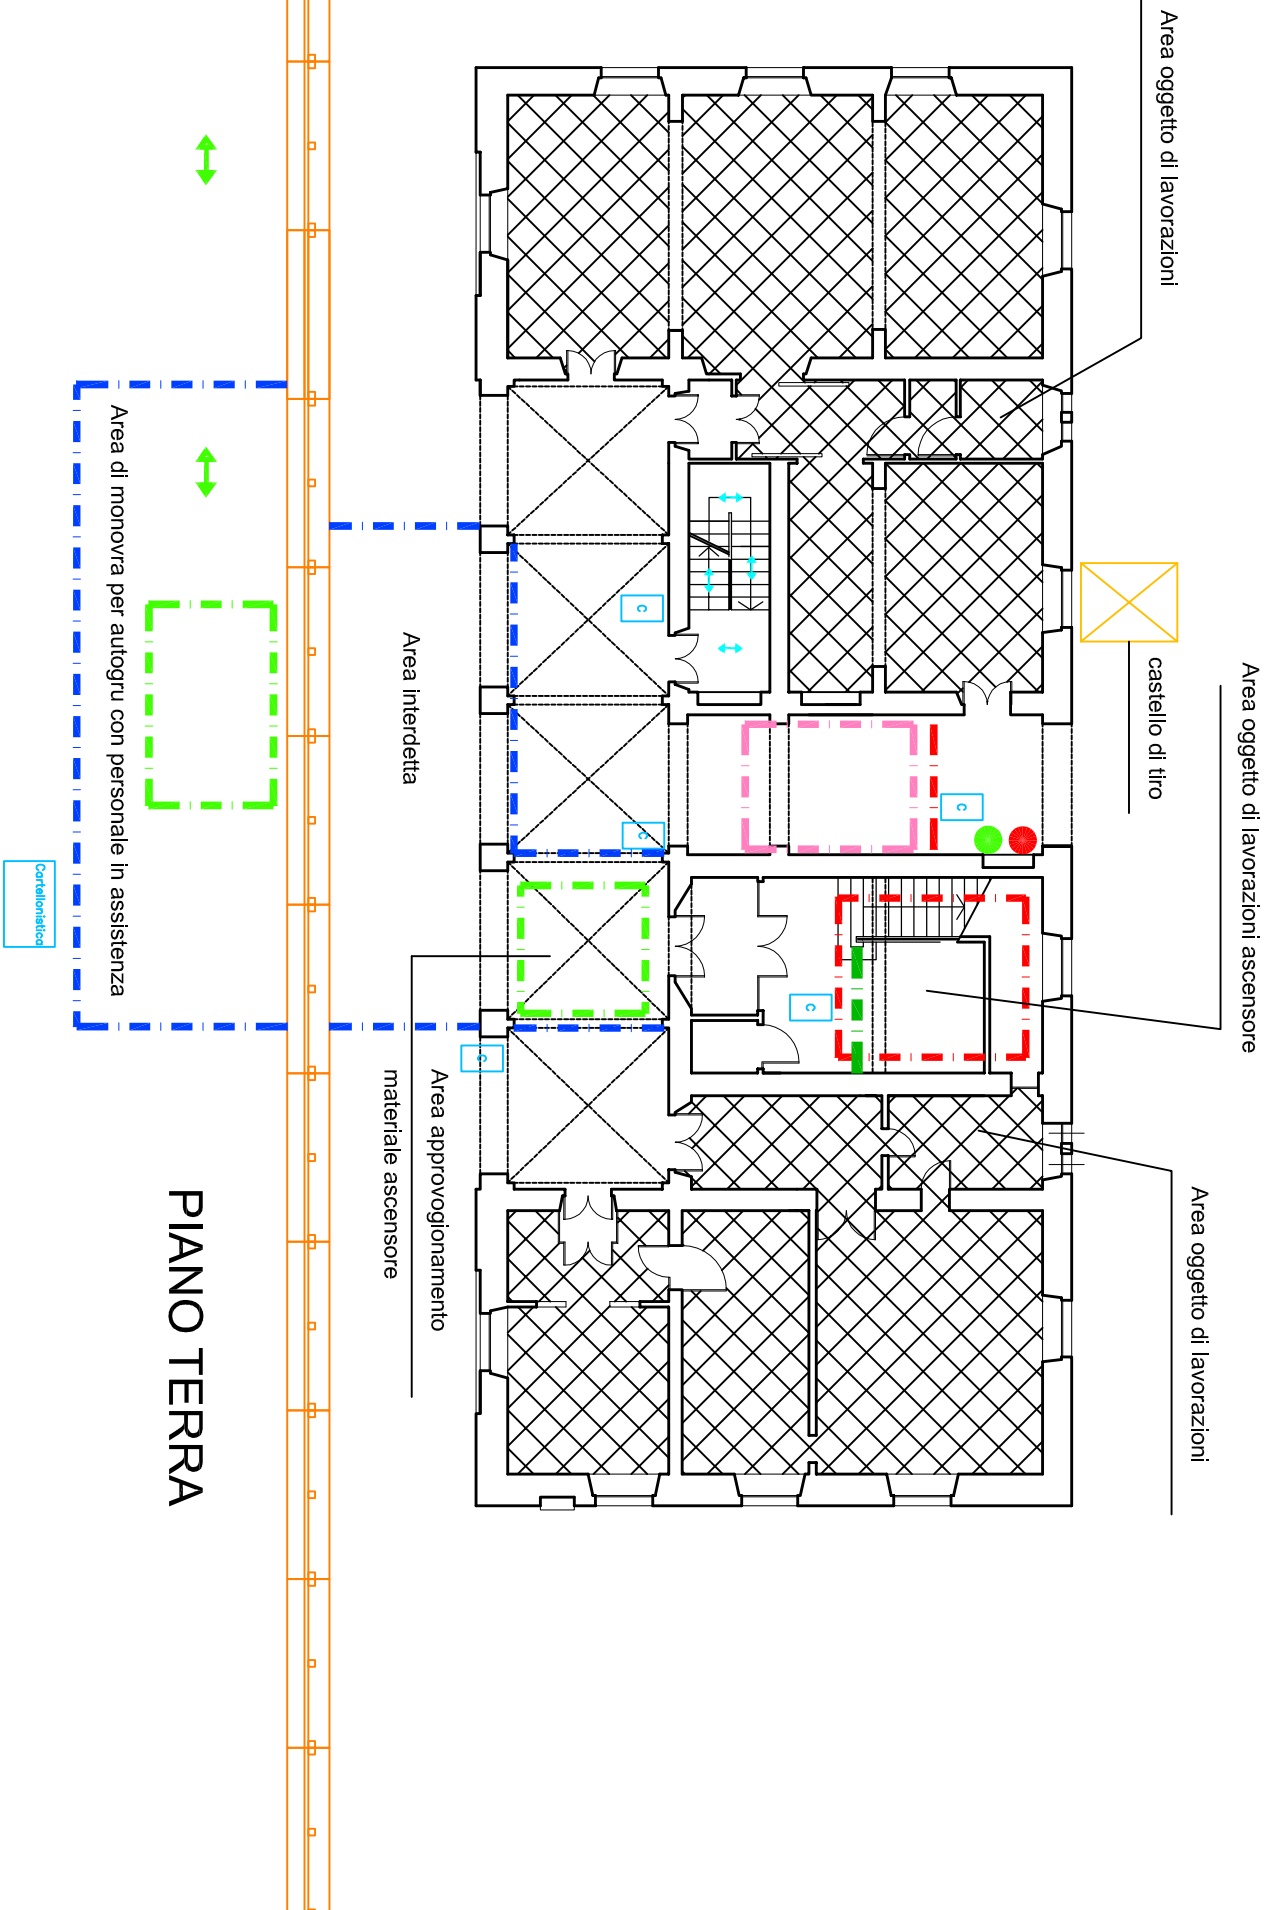 Area oggetto di lavorazioni
Area oggetto di lavorazioni ascensore
castello di tiro
Area oggetto di lavorazioni
C
C
C
C
C
Area interdetta
Area approvogionamento
materiale ascensore
PIANO TERRA
Area di monovra per autogru con personale in assistenza
Cartellonistica